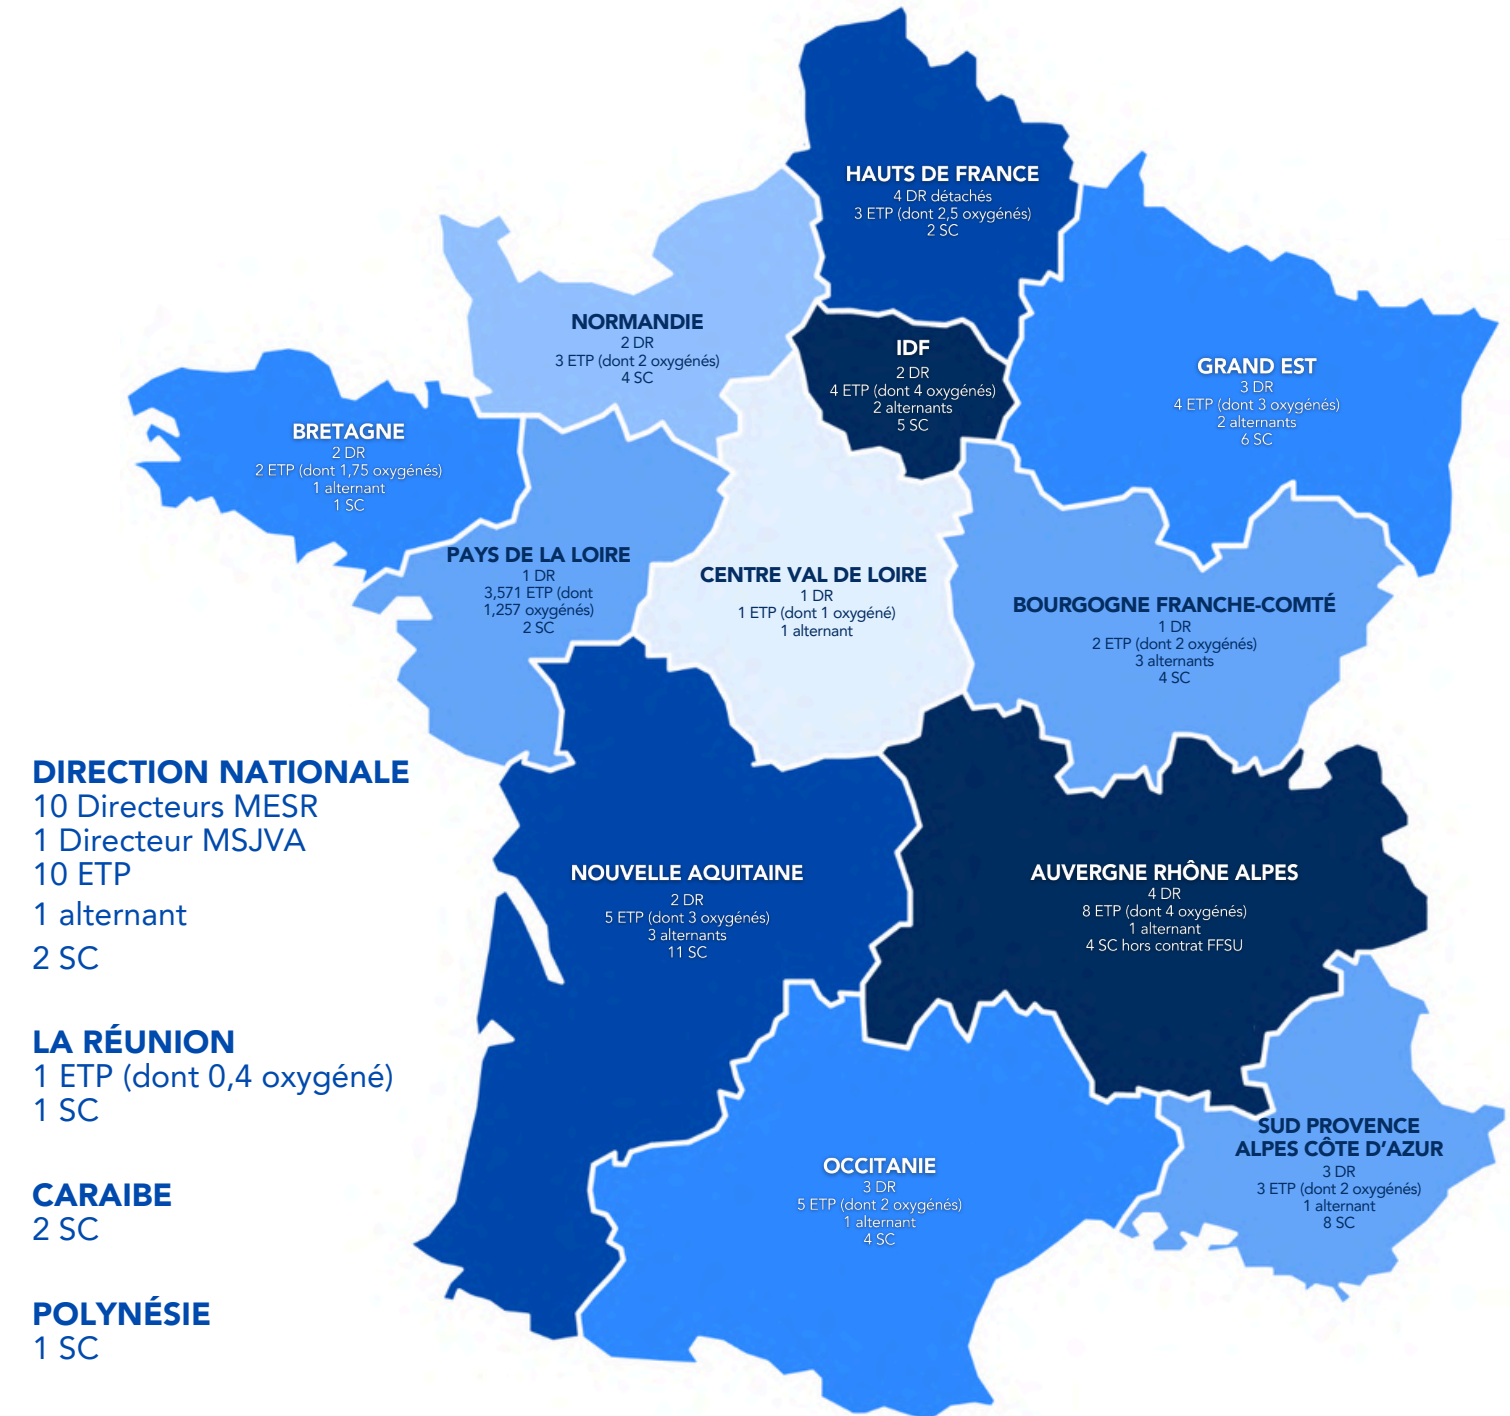 HAUTS DE FRANCE
4 DR détachés
3 ETP (dont 2,5 oxygénés)
2 SC
NORMANDIE
2 DR
3 ETP (dont 2 oxygénés)
4 SC
IDF
2 DR
4 ETP (dont 4 oxygénés)
2 alternants
5 SC
GRAND EST
3 DR
4 ETP (dont 3 oxygénés)
2 alternants
6 SC
BRETAGNE
2 DR
2 ETP (dont 1,75 oxygénés)
1 alternant
1 SC
PAYS DE LA LOIRE
1 DR
3,571 ETP (dont
1,257 oxygénés)
2 SC
CENTRE VAL DE LOIRE
1 DR
1 ETP (dont 1 oxygéné)
1 alternant
BOURGOGNE FRANCHE-COMTÉ
1 DR
2 ETP (dont 2 oxygénés)
3 alternants
4 SC
DIRECTION NATIONALE
10 Directeurs MESR
1 Directeur MSJVA
10 ETP
1 alternant
2 SC
NOUVELLE AQUITAINE
2 DR
5 ETP (dont 3 oxygénés)
3 alternants
11 SC
AUVERGNE RHÔNE ALPES
4 DR
8 ETP (dont 4 oxygénés)
1 alternant
4 SC hors contrat FFSU
LA RÉUNION
1 ETP (dont 0,4 oxygéné)
1 SC
CARAIBE
2 SC
POLYNÉSIE
1 SC
OCCITANIE
3 DR
5 ETP (dont 2 oxygénés)
1 alternant
4 SC
SUD PROVENCE
ALPES CÔTE D'AZUR
3 DR
3 ETP (dont 2 oxygénés)
1 alternant
8 SC